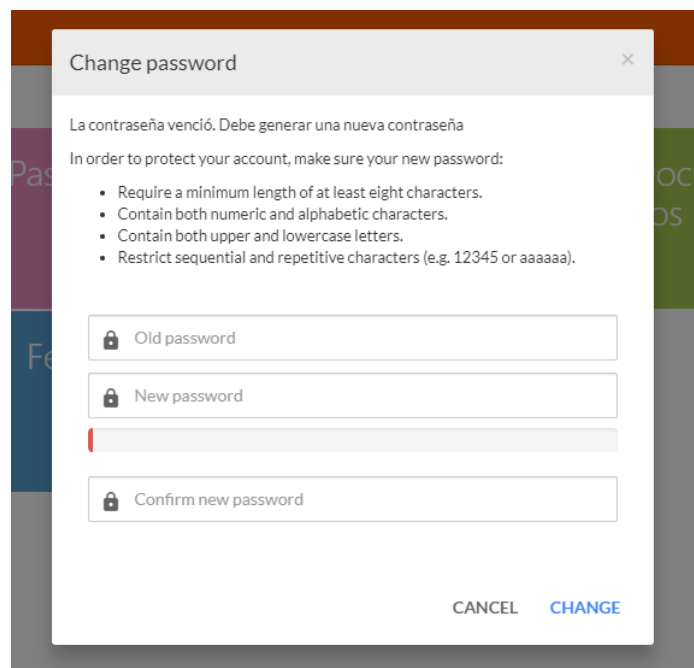 Change password ×
La contraseña venció. Debe generar una nueva contraseña
In order to protect your account, make sure your new password:
• Require a minimum length of at least eight characters.
• Contain both numeric and alphabetic characters.
• Contain both upper and lowercase letters.
• Restrict sequential and repetitive characters (e.g. 12345 or aaaaaa).
Old password
New password
Confirm new password
CANCEL CHANGE